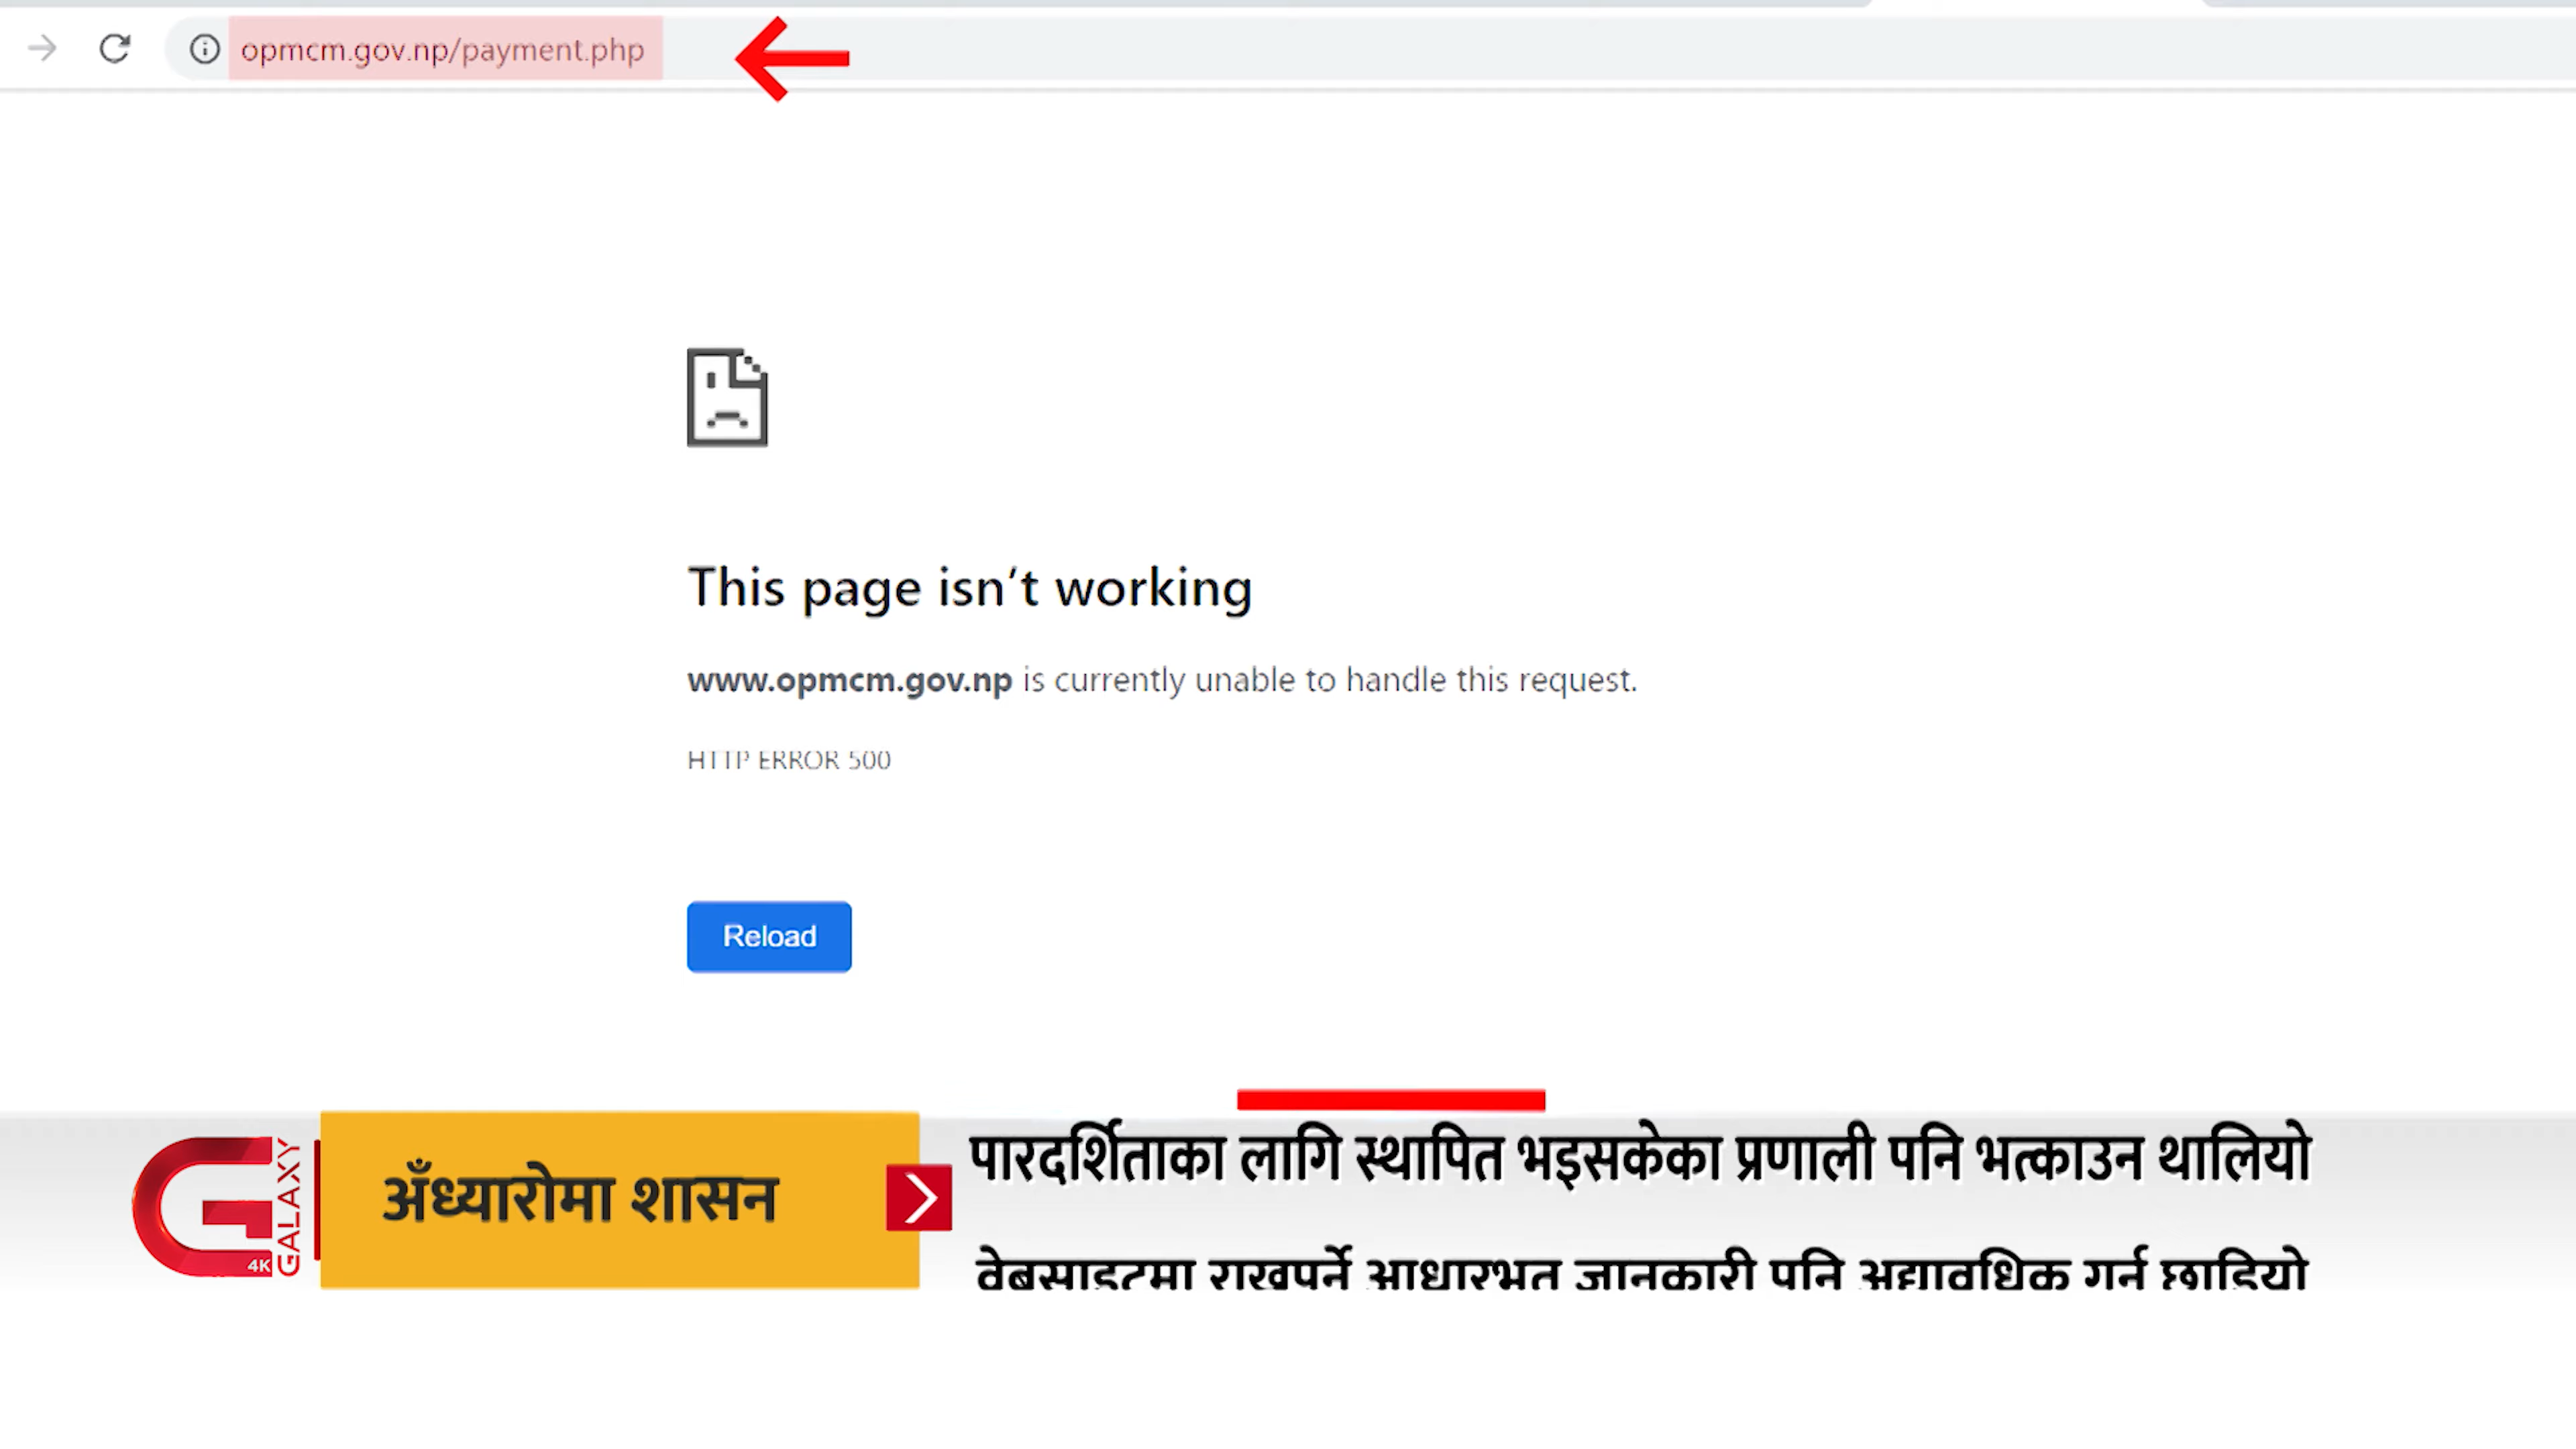 opmcm.gov.np/payment.php
This page isn't working
www.opmcm.gov.np is currently unable to handle this request.
HTTP ERROR 500
Reload
GALAXY
4K
अँध्यारोमा शासन
पारदर्शिताका लागि स्थापित भइसकेका प्रणाली पनि भत्काउन थालियो
वेबसाइटमा राख्नुपर्ने आधारभूत जानकारी पनि अद्यावधिक गर्न छाडियो